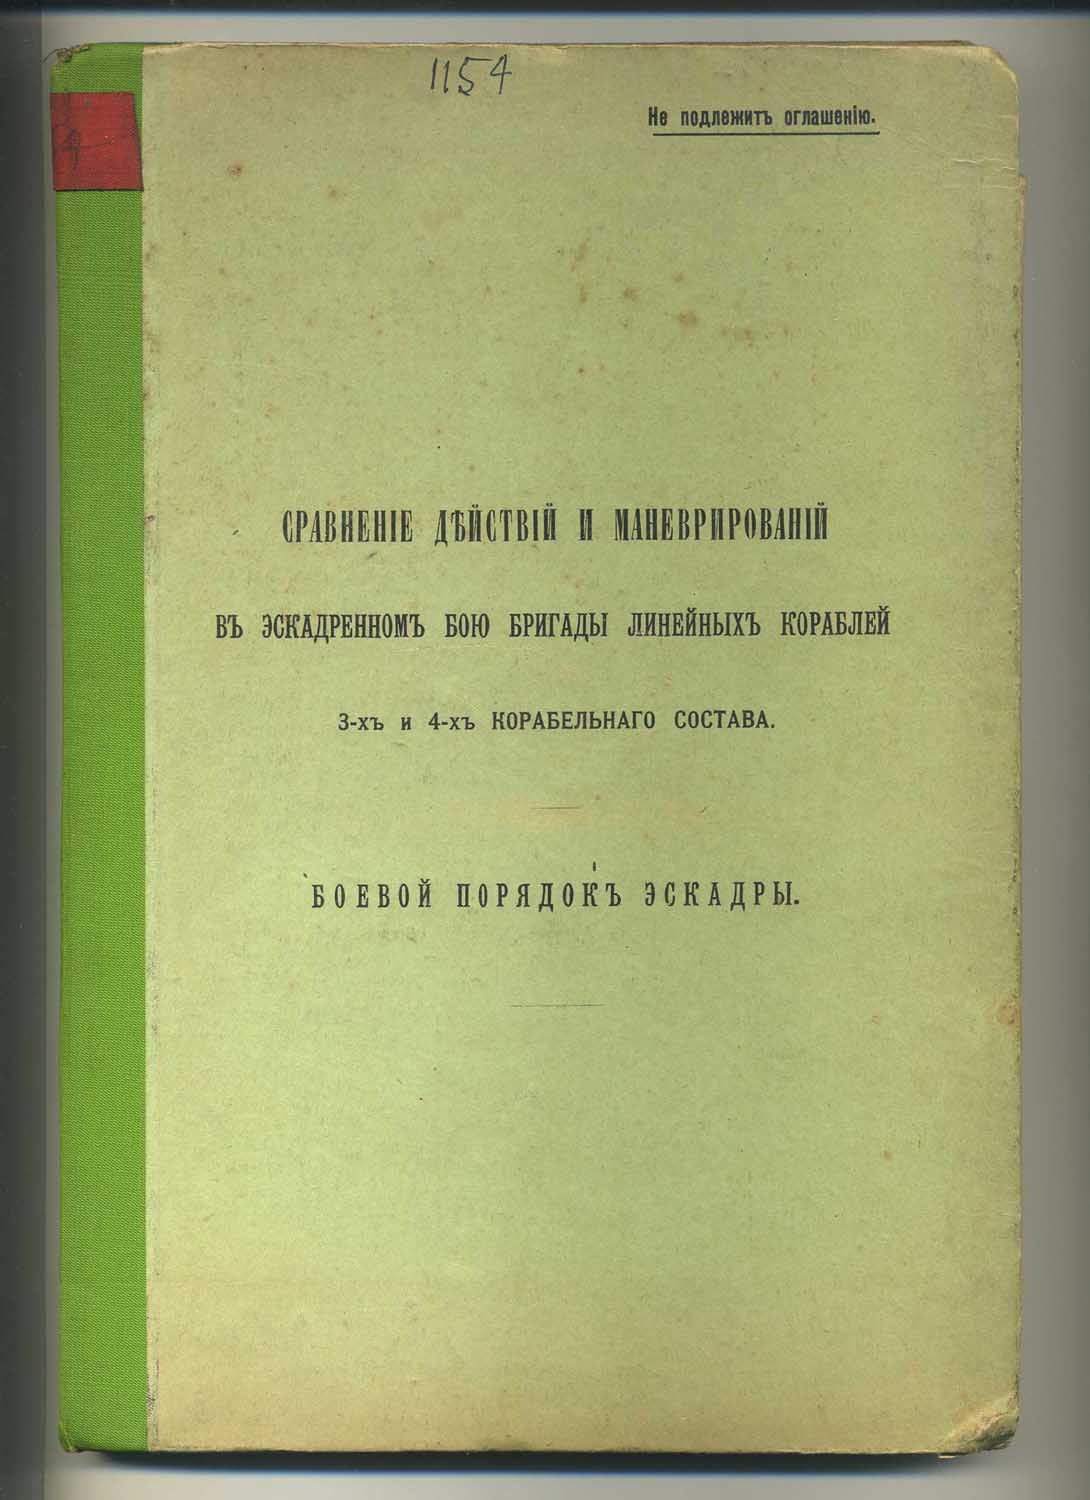 1154
Не подлежитъ оглашенію.
СРАВНЕНІЕ ДѢЙСТВІЙ И МАНЕВРИРОВАНІЙ
ВЪ ЭСКАДРЕННОМЪ БОЮ БРИГАДЫ ЛИНЕЙНЫХЪ КОРАБЛЕЙ
3-хъ и 4-хъ КОРАБЕЛЬНАГО СОСТАВА.
БОЕВОЙ ПОРЯДОКЪ ЭСКАДРЫ.